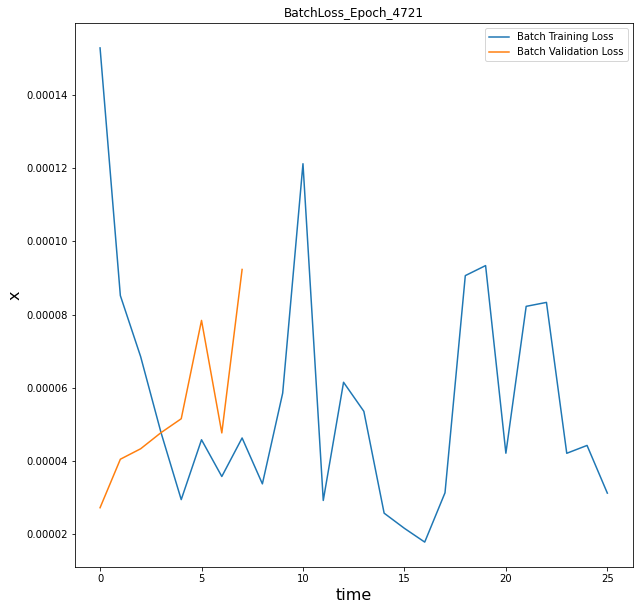 BatchLoss_Epoch_4721
Batch Training Loss
Batch Validation Loss
0.00014
0.00012
0.00010
0.00008
0.00006
0.00004
0.00002
x
0 5 10 15 20 25
time